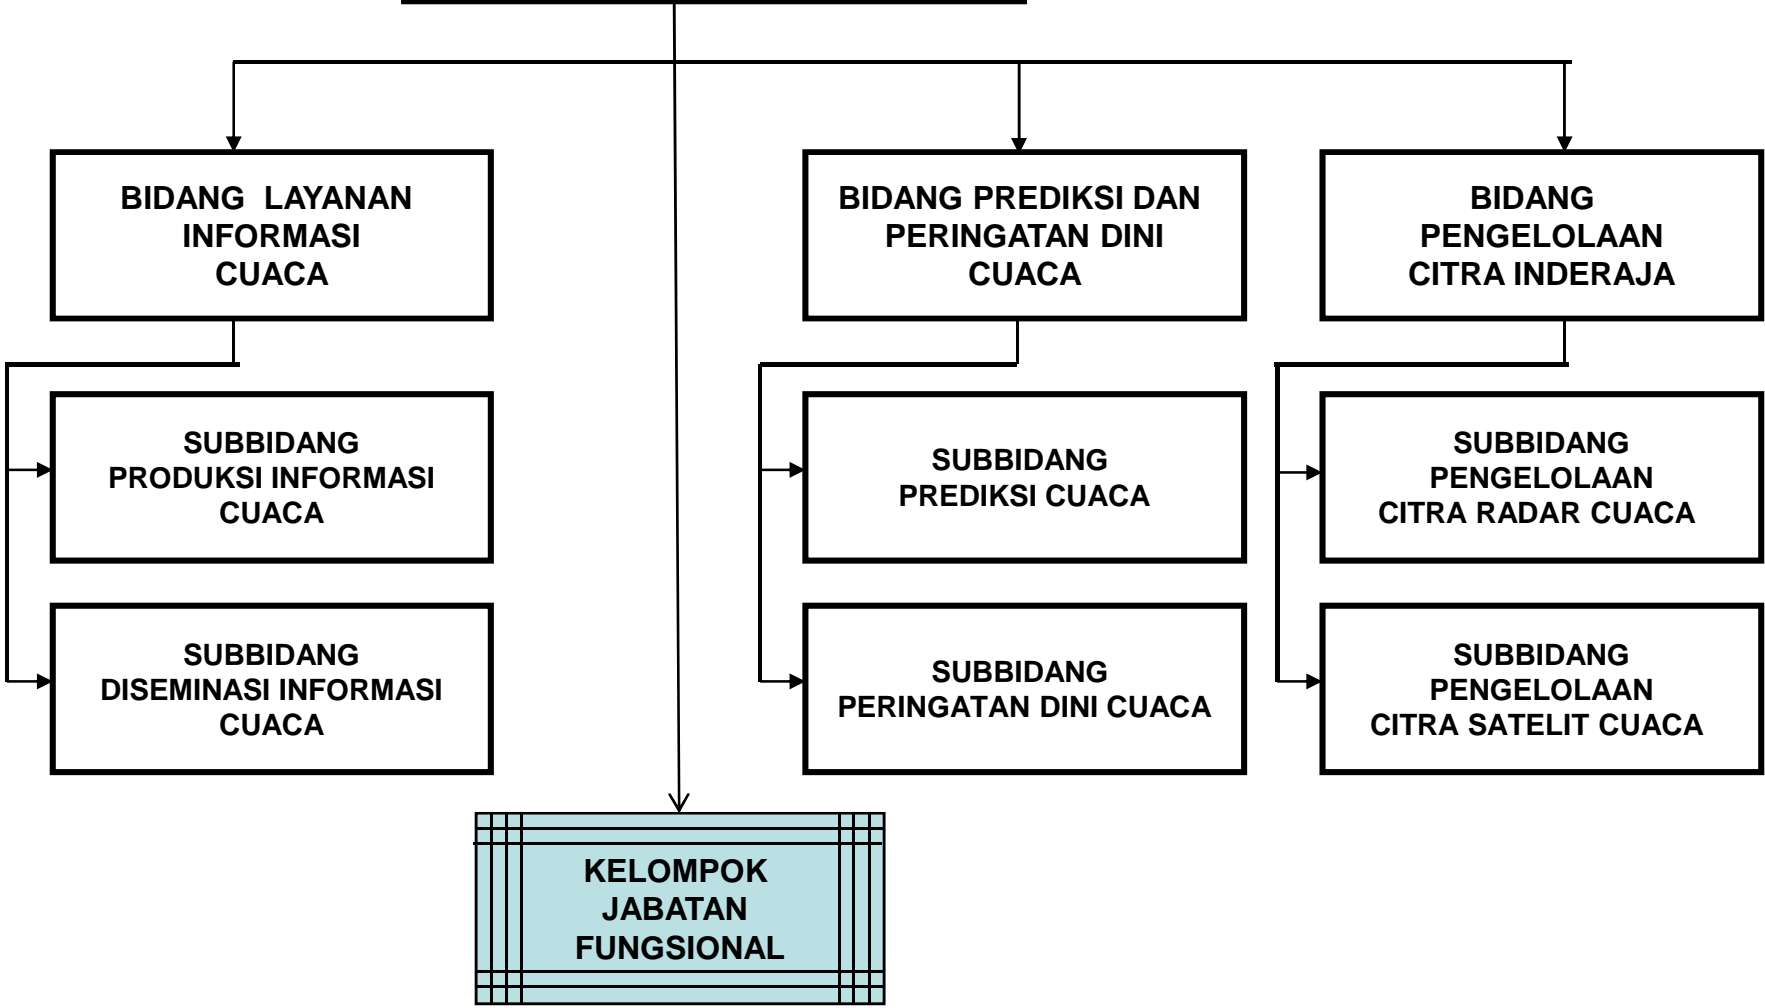 BIDANG LAYANAN
INFORMASI
CUACA
BIDANG PREDIKSI DAN
PERINGATAN DINI
CUACA
BIDANG
PENGELOLAAN
CITRA INDERAJA
SUBBIDANG
PRODUKSI INFORMASI
CUACA
SUBBIDANG
PREDIKSI CUACA
SUBBIDANG
PENGELOLAAN
CITRA RADAR CUACA
SUBBIDANG
DISEMINASI INFORMASI
CUACA
SUBBIDANG
PERINGATAN DINI CUACA
SUBBIDANG
PENGELOLAAN
CITRA SATELIT CUACA
KELOMPOK
JABATAN
FUNGSIONAL